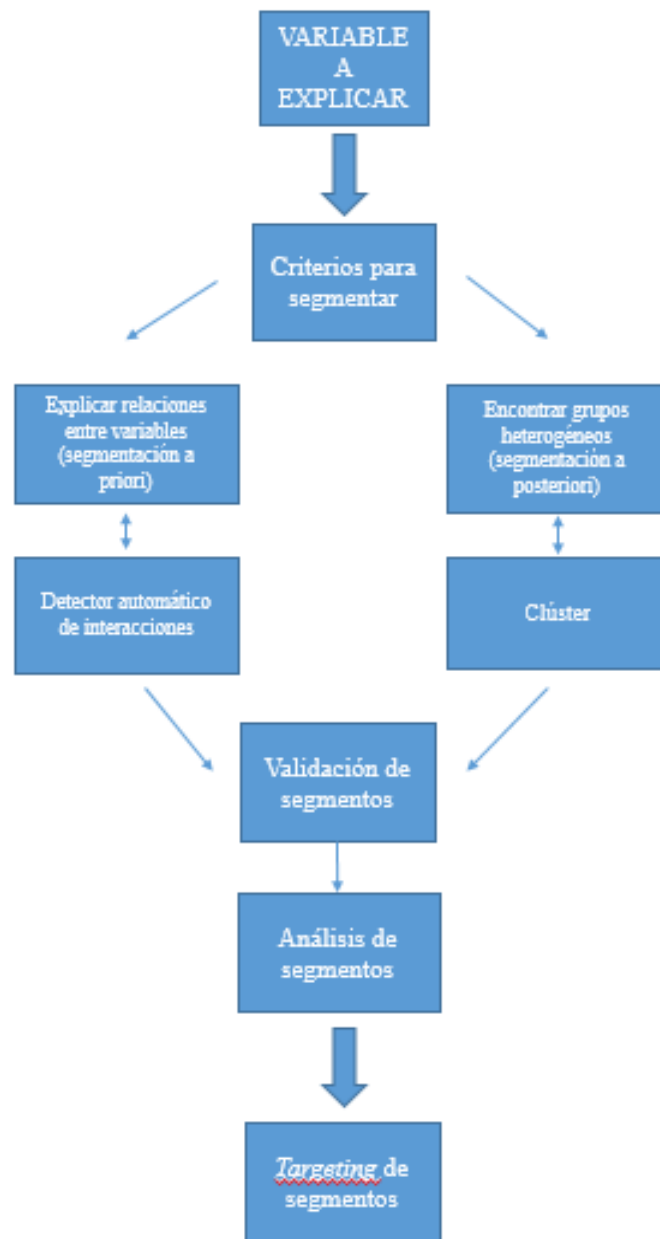 VARIABLE
A
EXPLICAR
Criterios para
segmentar
Explicar relaciones
entre variables
(segmentación a
priori)
Encontrar grupos
heterogéneos
(segmentación a
posteriori)
Detector automático
de interacciones
Clúster
Validación de
segmentos
Análisis de
segmentos
Targeting de
segmentos